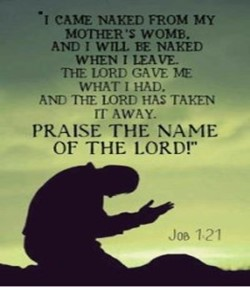 "I CAME NAKED FROM MY
MOTHER'S WOMB,
AND I WILL BE NAKED
WHEN I LEAVE.
THE LORD GAVE ME
WHAT I HAD,
AND THE LORD HAS TAKEN
IT AWAY.
PRAISE THE NAME
OF THE LORD!"
JOB 1:21